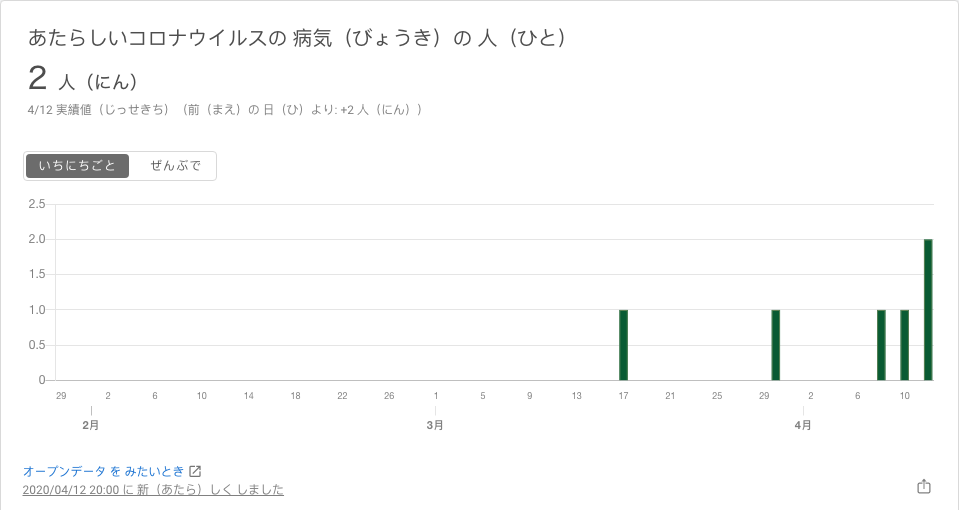 あたらしいコロナウイルスの 病気（びょうき）の 人（ひと）
2 人（にん）
4/12 実績値（じっせきち）（前（まえ）の 日（ひ）より: +2 人（にん））
いちにちごと ぜんぶで
2.5
2.0
1.5
1.0
0.5
0
29 2 6 10 14 18 22 26 1 5 9 13 17 21 25 29 2 6 10
2月 3月 4月
オープンデータ を みたいとき
2020/04/12 20:00 に 新（あたら）しく しました